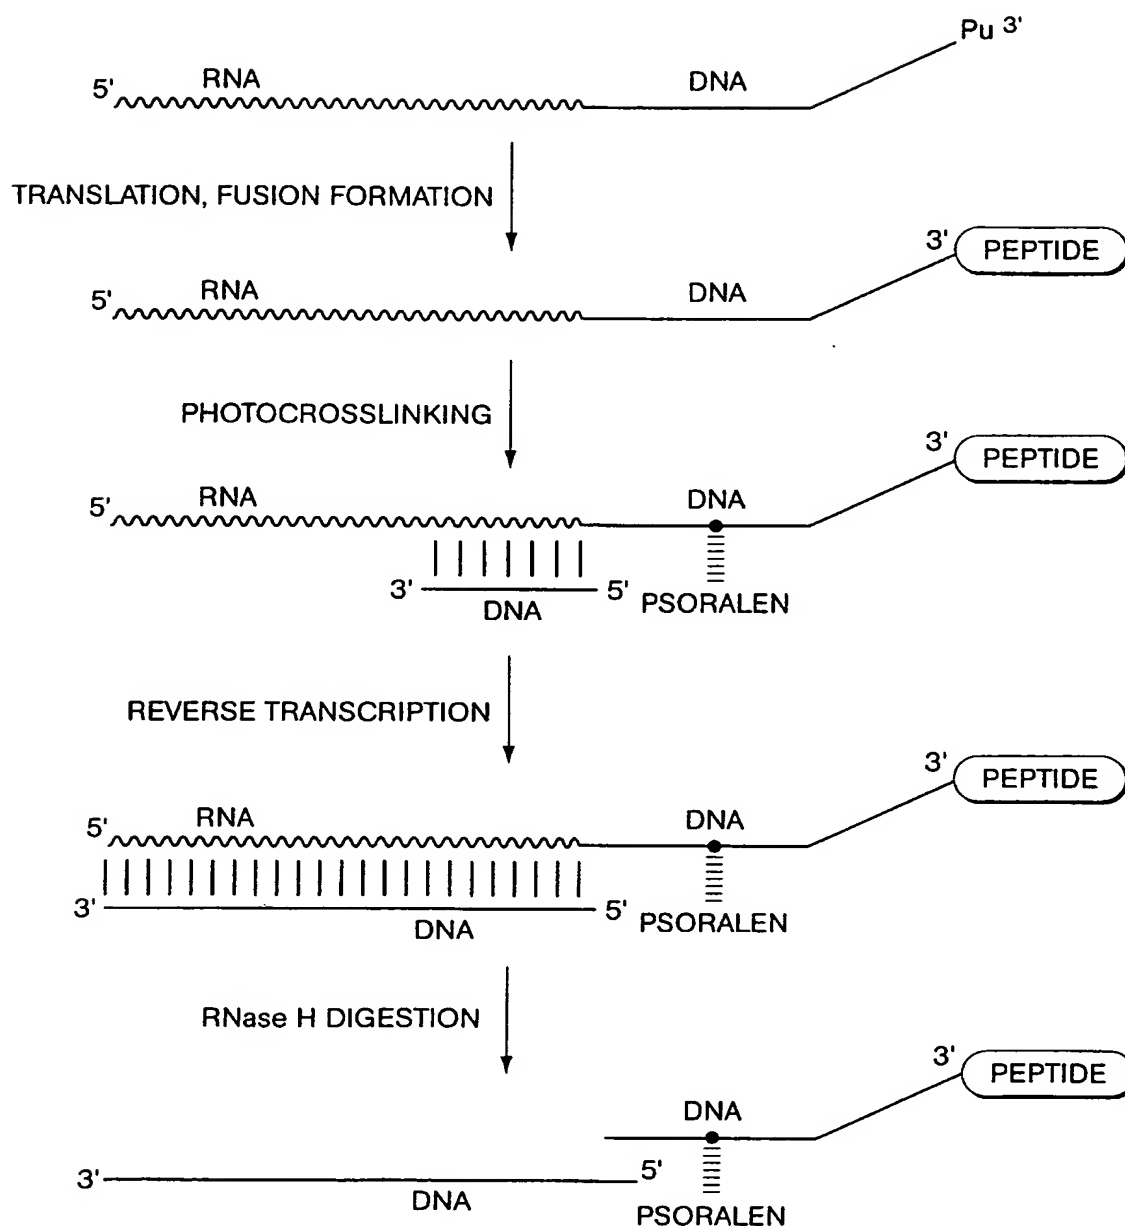 Pu 3'
5' RNA DNA
TRANSLATION, FUSION FORMATION
3' PEPTIDE
5' RNA DNA
PHOTOCROSSLINKING
3' PEPTIDE
5' RNA DNA
3' 5'
DNA PSORALEN
REVERSE TRANSCRIPTION
3' PEPTIDE
5' RNA DNA
3' 5'
DNA PSORALEN
RNase H DIGESTION
3' PEPTIDE
DNA
3' 5'
DNA PSORALEN